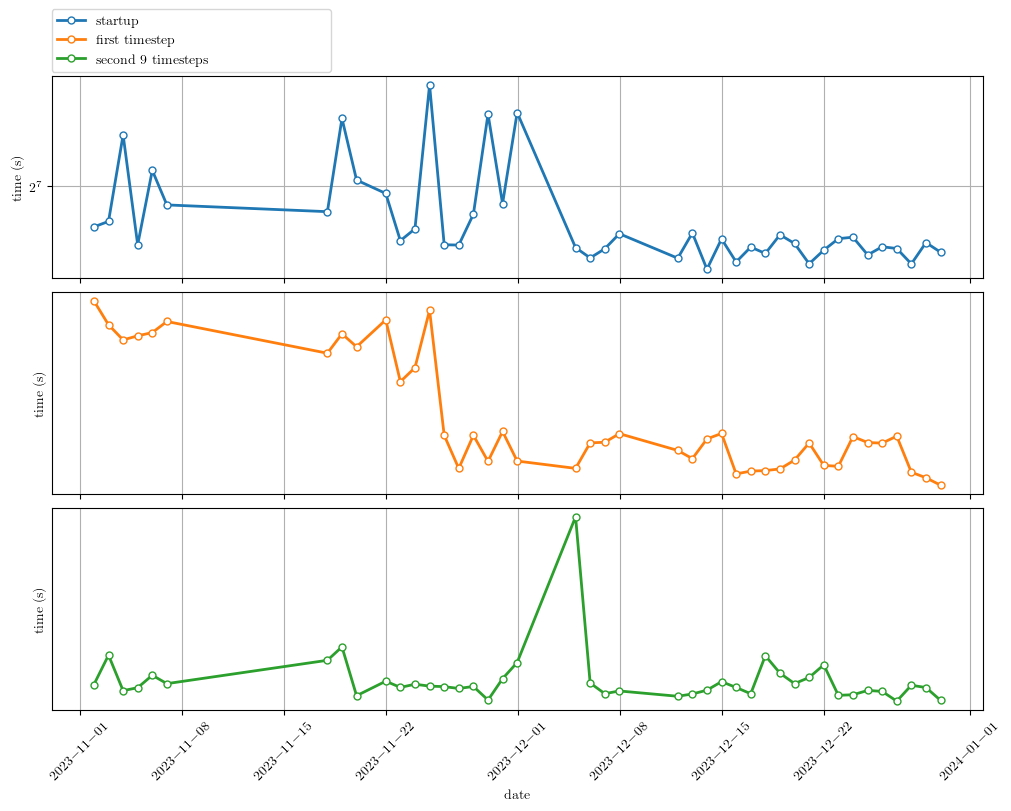 startup
first timestep
second 9 timesteps
time (s)
2^7
time (s)
time (s)
2023−11−01
2023−11−08
2023−11−15
2023−11−22
2023−12−01
2023−12−08
2023−12−15
2023−12−22
2024−01−01
date